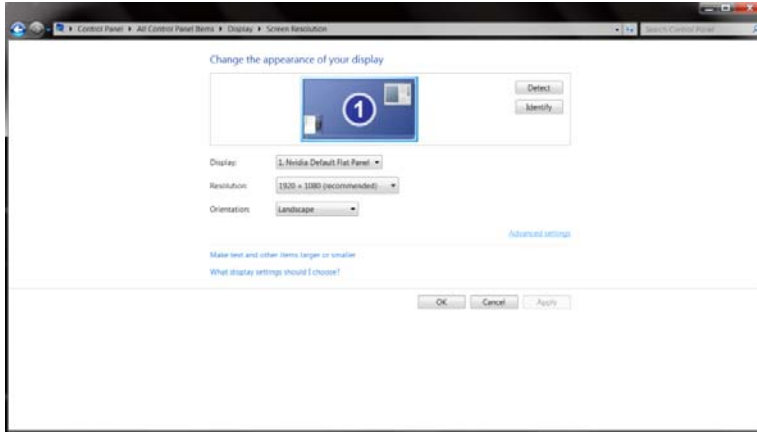 Control Panel ▸ All Control Panel Items ▸ Display ▸ Screen Resolution
Search Control Panel
Change the appearance of your display
1
Detect
Identify
Display: 1. Nvidia Default Flat Panel
Resolution: 1920 × 1080 (recommended)
Orientation: Landscape
Advanced settings
Make text and other items larger or smaller
What display settings should I choose?
OK Cancel Apply